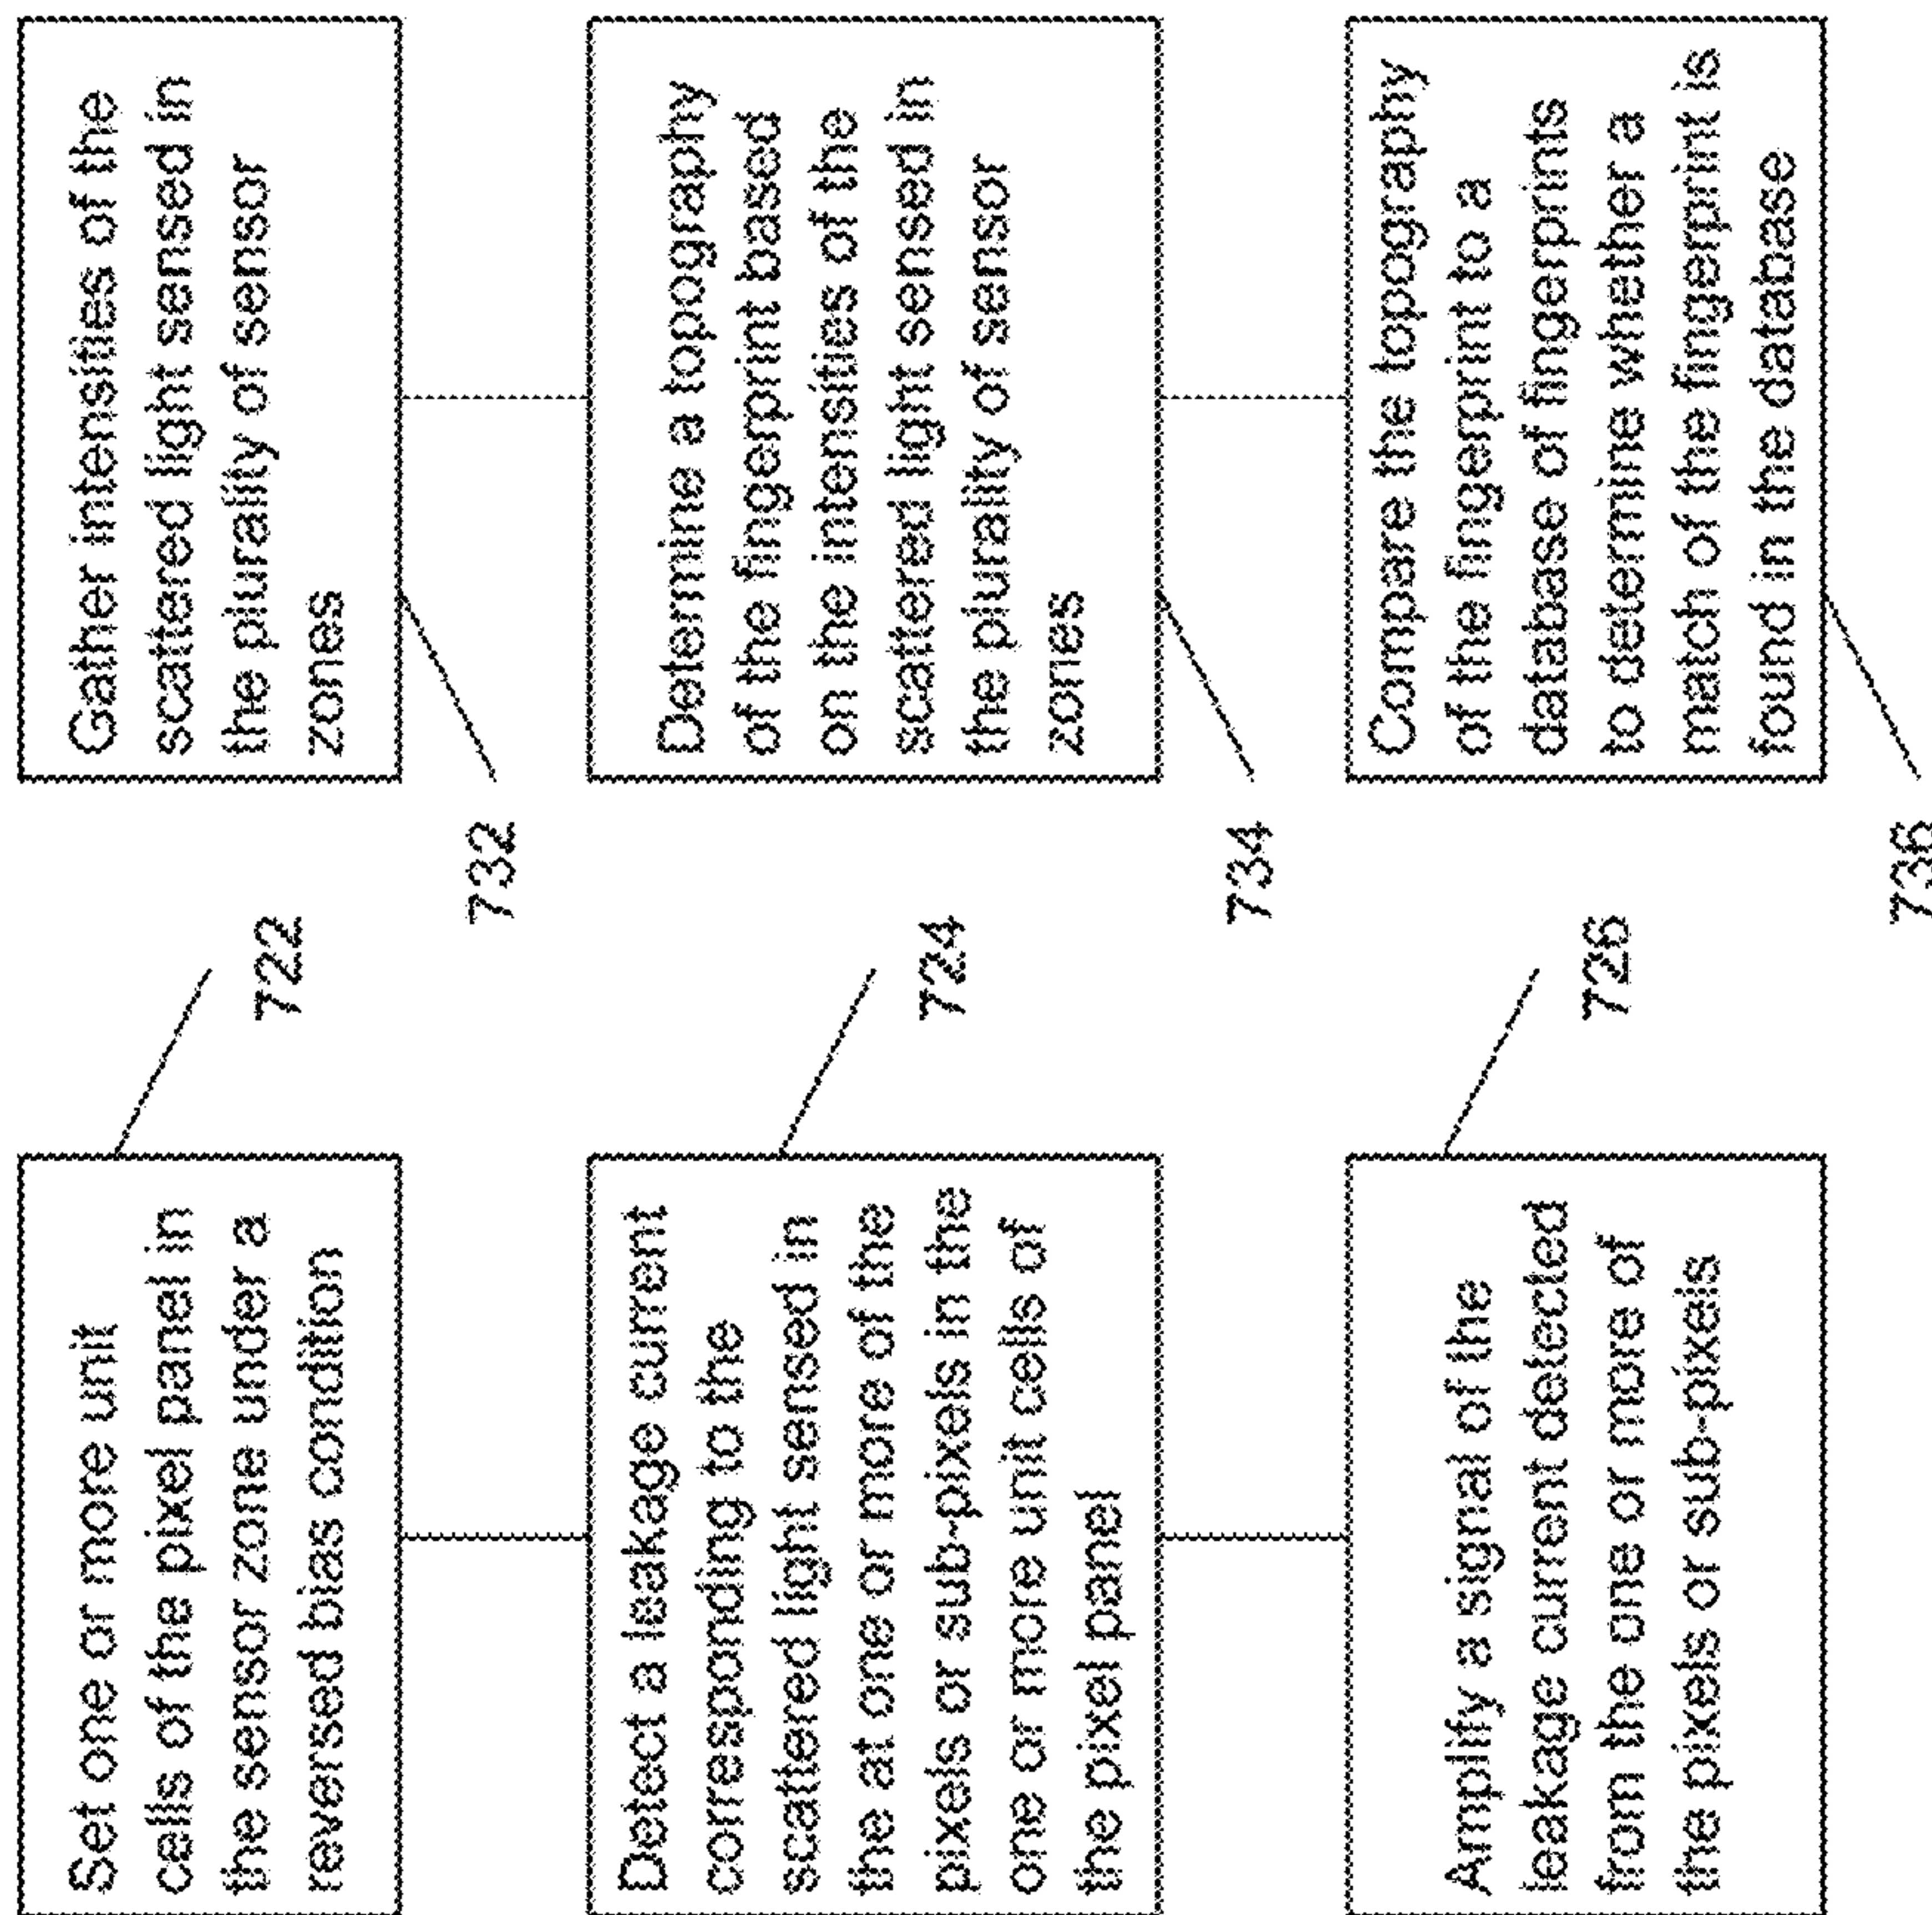 Set one or more unit
cells of the pixel panel in
the sensor zone under a
reversed bias condition
722
Detect a leakage current
corresponding to the
scattered light sensed in
the at one or more of the
pixels or sub-pixels in the
one or more unit cells of
the pixel panel
724
Amplify a signal of the
leakage current detected
from the one or more of
the pixels or sub-pixels
726
Gather intensities of the
scattered light sensed in
the plurality of sensor
zones
732
Determine a topography
of the fingerprint based
on the intensities of the
scattered light sensed in
the plurality of sensor
zones
734
Compare the topography
of the fingerprint to a
database of fingerprints
to determine whether a
match of the fingerprint is
found in the database
736